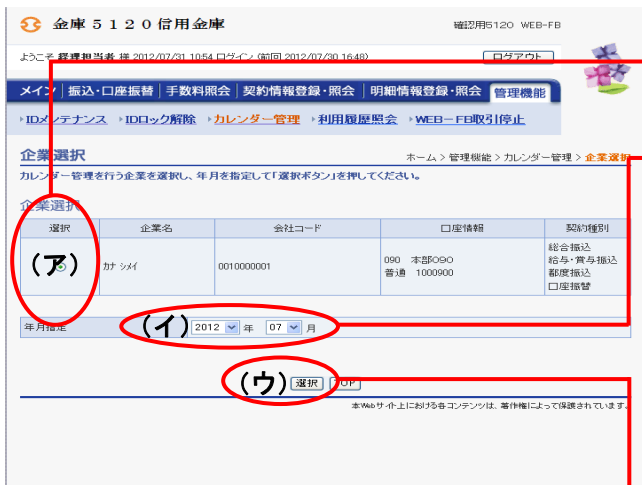 金庫５１２０信用金庫
確認用5120 WEB-FB
ようこそ 経理担当者 様 2012/07/31 10:54 ログイン (前回 2012/07/30 16:48)
ログアウト
メイン 振込・口座振替 手数料照会 契約情報登録・照会 明細情報登録・照会 管理機能
IDメンテナンス IDロック解除 カレンダー管理 利用履歴照会 WEB－FB取引停止
企業選択
ホーム > 管理機能 > カレンダー管理 > 企業選択
カレンダー管理を行う企業を選択し、年月を指定して「選択ボタン」を押してください。
企業選択
選択 企業名 会社コード 口座情報 契約種別
(ア) カナ シメイ 0010000001
090 本部090
普通 1000900
総合振込
給与・賞与振込
都度振込
口座振替
年月指定 (イ) 2012 年 07 月
(ウ) 選択 TOP
本Webサイト上における各コンテンツは、著作権によって保護されています。